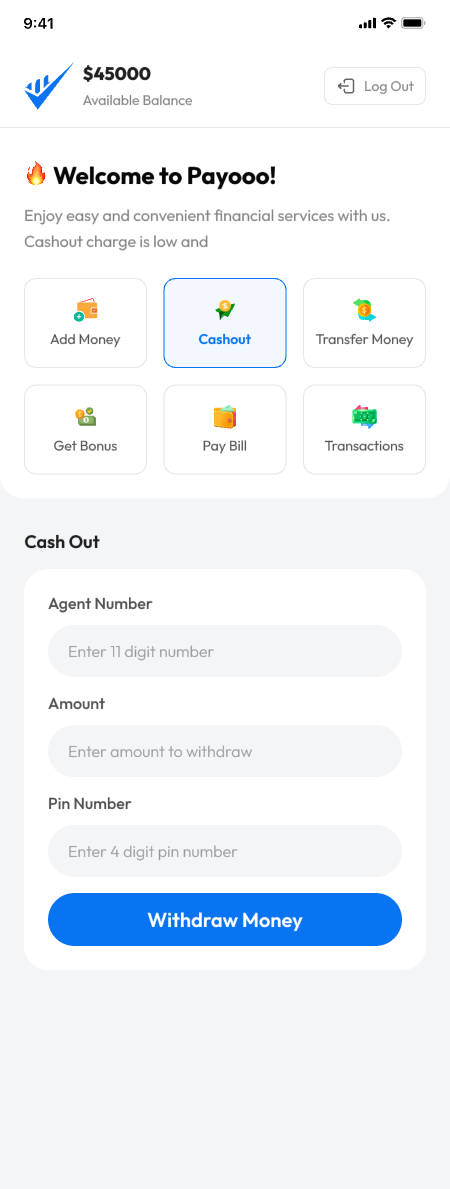 9:41
$45000
Available Balance
Log Out
Welcome to Payooo!
Enjoy easy and convenient financial services with us.
Cashout charge is low and
Add Money
Cashout
Transfer Money
Get Bonus
Pay Bill
Transactions
Cash Out
Agent Number
Enter 11 digit number
Amount
Enter amount to withdraw
Pin Number
Enter 4 digit pin number
Withdraw Money